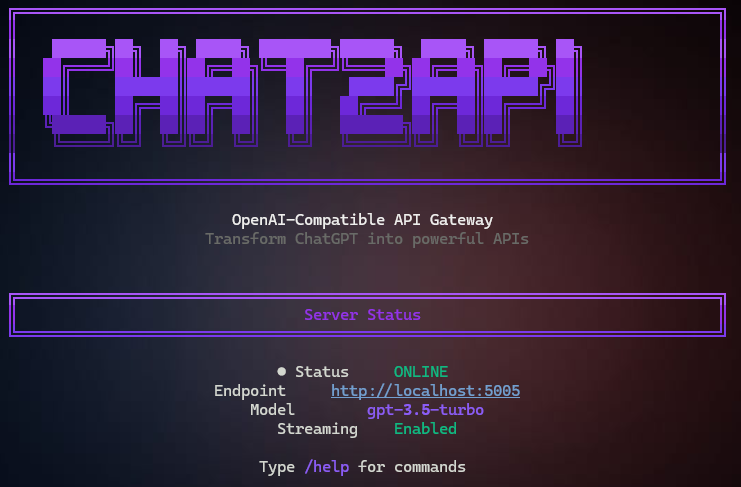 CHAT2API
OpenAI-Compatible API Gateway
Transform ChatGPT into powerful APIs
Server Status
● Status ONLINE
Endpoint http://localhost:5005
Model gpt-3.5-turbo
Streaming Enabled
Type /help for commands